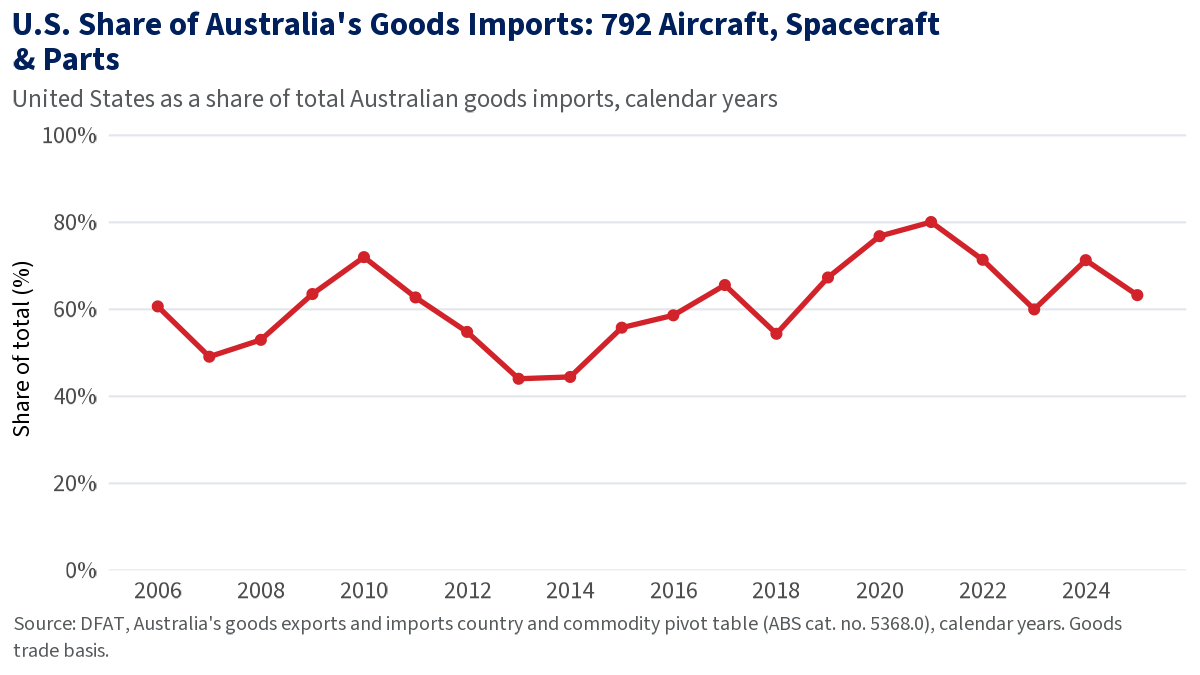 U.S. Share of Australia's Goods Imports: 792 Aircraft, Spacecraft
& Parts
United States as a share of total Australian goods imports, calendar years
100%
80%
60%
40%
20%
0%
Share of total (%)
2006 2008 2010 2012 2014 2016 2018 2020 2022 2024
Source: DFAT, Australia's goods exports and imports country and commodity pivot table (ABS cat. no. 5368.0), calendar years. Goods
trade basis.